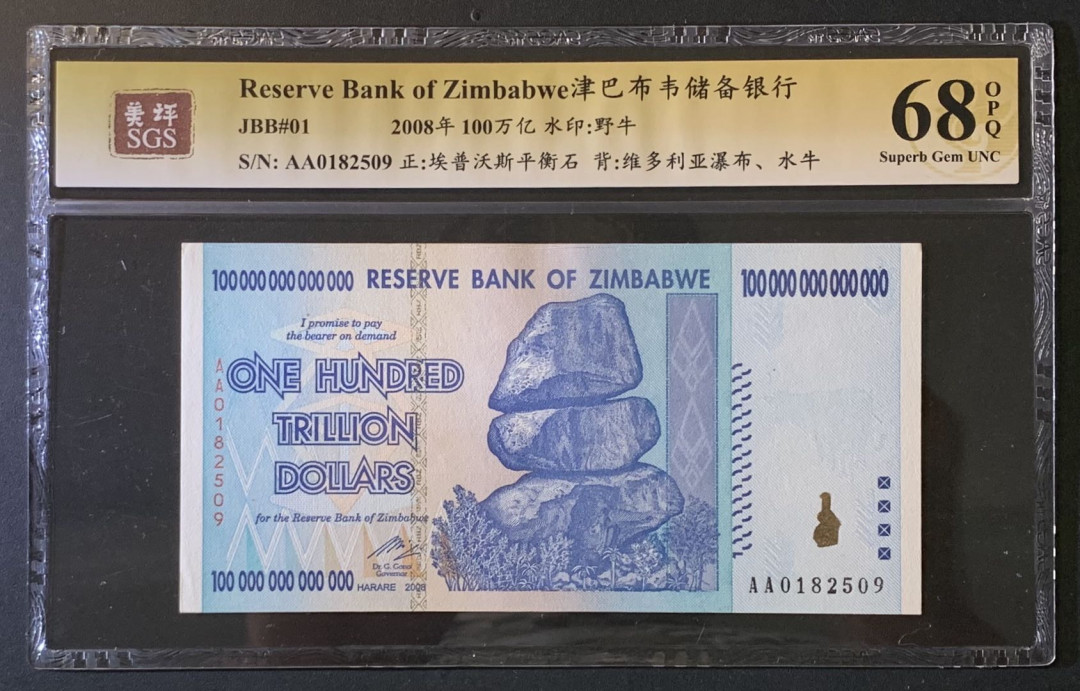 Reserve Bank of Zimbabwe津巴布韦储备银行
美评
SGS
JBB#01 2008年 100万亿 水印:野牛
S/N: AA0182509 正:埃普沃斯平衡石 背:维多利亚瀑布、水牛
68 OPQ
Superb Gem UNC
100 000 000 000 000 RESERVE BANK OF ZIMBABWE 100 000 000 000 000
I promise to pay
the bearer on demand
ONE HUNDRED
TRILLION
DOLLARS
AA0182509
for the Reserve Bank of Zimbabwe
Dr. G. Gono
Governor
100 000 000 000 000 HARARE 2008
AA0182509